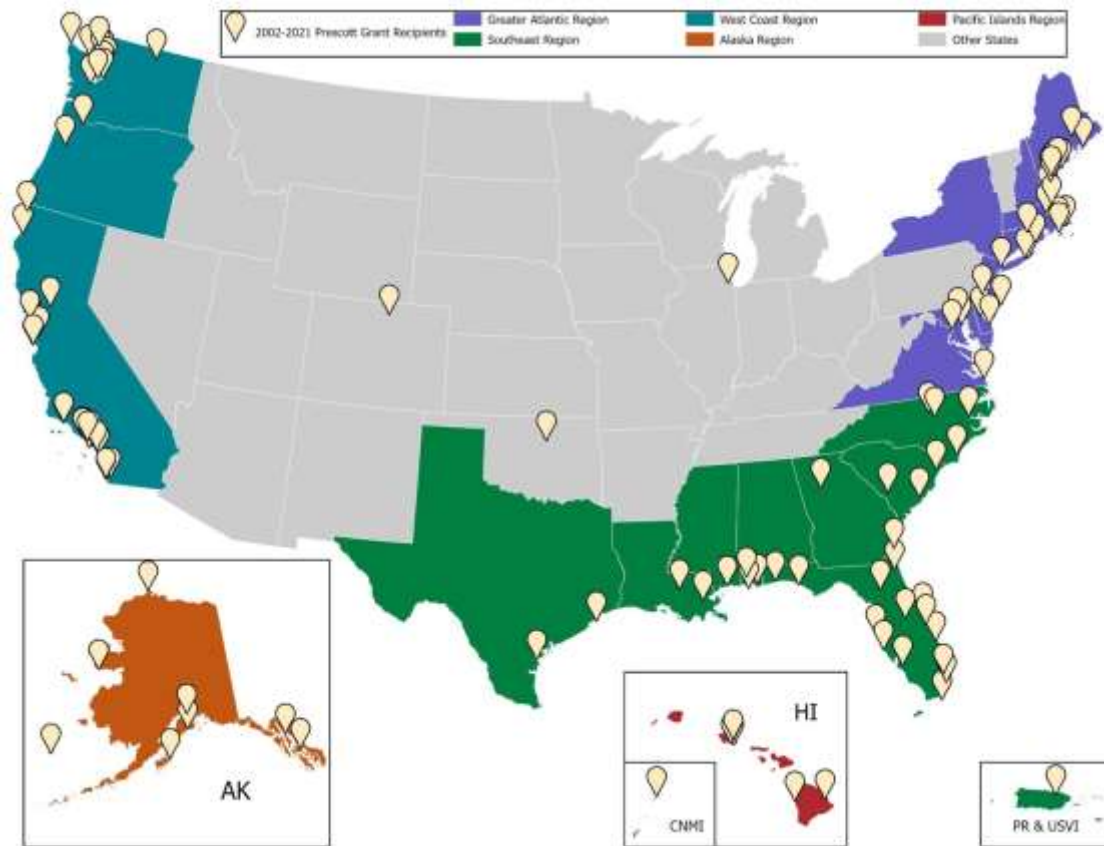 2002-2021 Prescott Grant Recipients
Greater Atlantic Region
West Coast Region
Pacific Islands Region
Southeast Region
Alaska Region
Other States
AK
HI
CNMI
PR & USVI